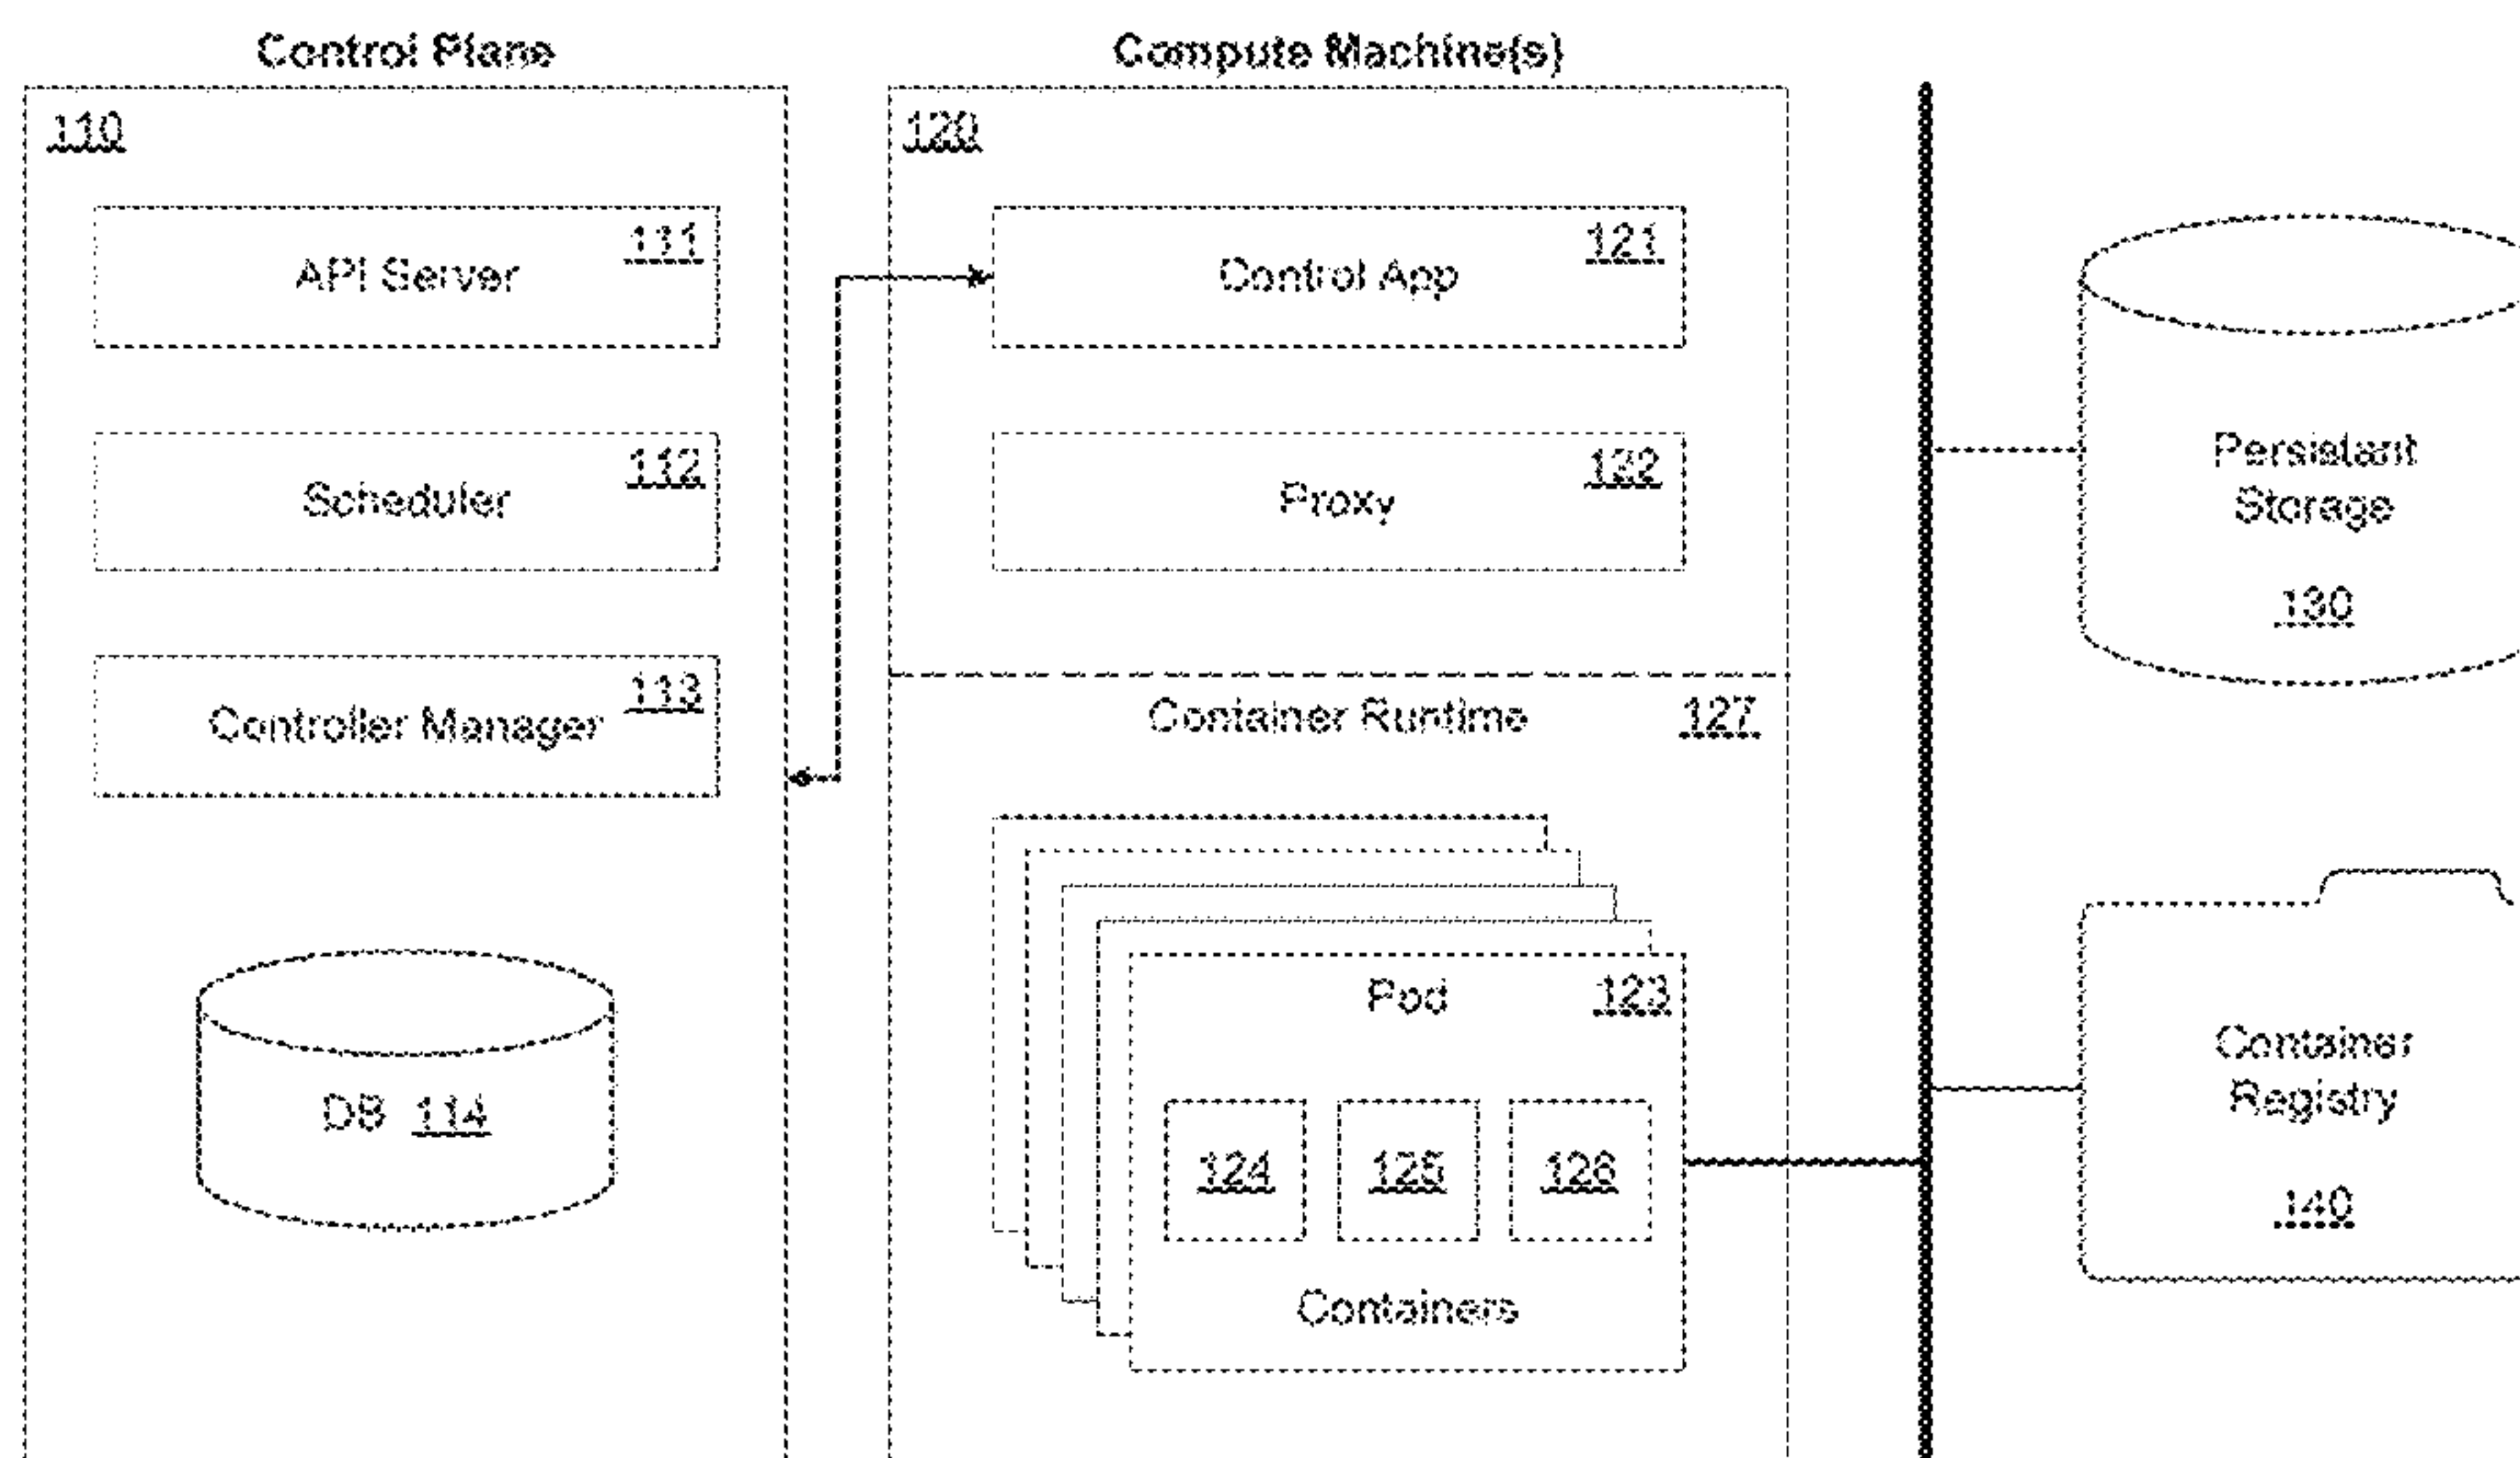 Control Plane
110
111
API Server
112
Scheduler
113
Controller Manager
DB 114
Compute Machine(s)
120
121
Control App
122
Proxy
Container Runtime 127
Pod 123
124 125 126
Containers
Persistant
Storage
130
Container
Registry
140